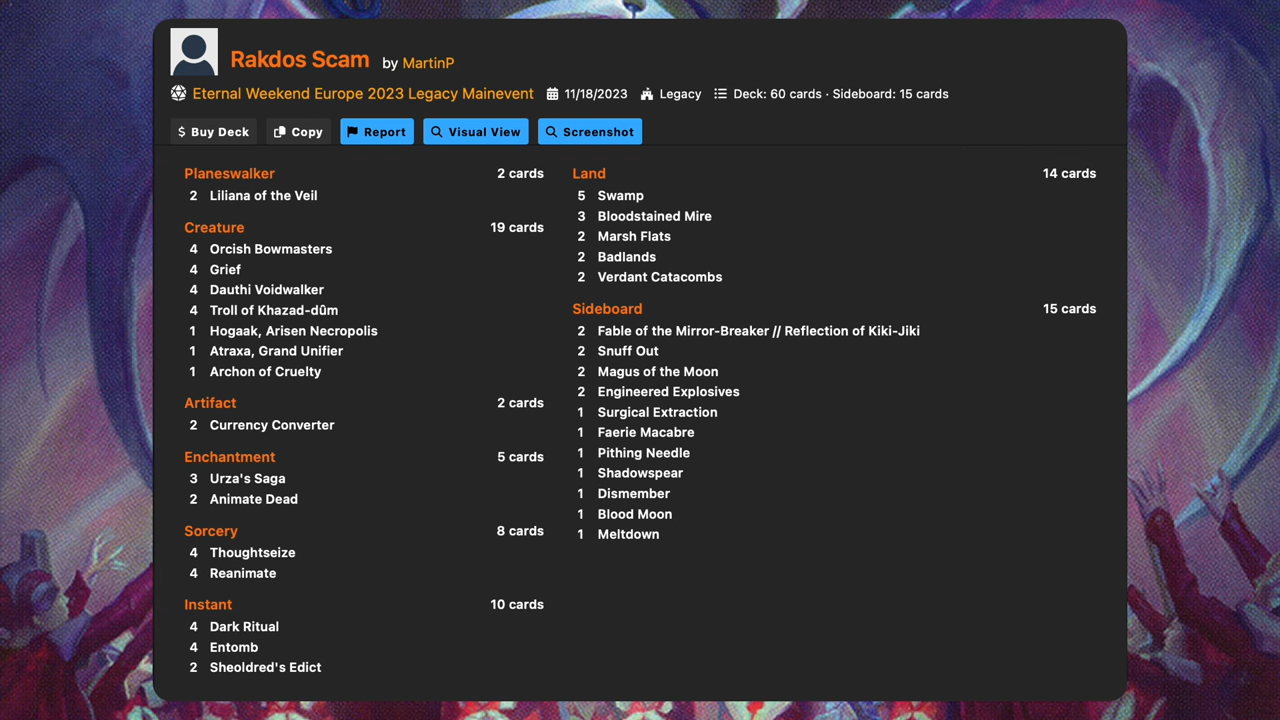 Rakdos Scam by MartinP
Eternal Weekend Europe 2023 Legacy Mainevent 11/18/2023 Legacy Deck: 60 cards · Sideboard: 15 cards
$ Buy Deck Copy Report Visual View Screenshot
Planeswalker 2 cards
2 Liliana of the Veil
Creature 19 cards
4 Orcish Bowmasters
4 Grief
4 Dauthi Voidwalker
4 Troll of Khazad-dûm
1 Hogaak, Arisen Necropolis
1 Atraxa, Grand Unifier
1 Archon of Cruelty
Artifact 2 cards
2 Currency Converter
Enchantment 5 cards
3 Urza's Saga
2 Animate Dead
Sorcery 8 cards
4 Thoughtseize
4 Reanimate
Instant 10 cards
4 Dark Ritual
4 Entomb
2 Sheoldred's Edict
Land 14 cards
5 Swamp
3 Bloodstained Mire
2 Marsh Flats
2 Badlands
2 Verdant Catacombs
Sideboard 15 cards
2 Fable of the Mirror-Breaker // Reflection of Kiki-Jiki
2 Snuff Out
2 Magus of the Moon
2 Engineered Explosives
1 Surgical Extraction
1 Faerie Macabre
1 Pithing Needle
1 Shadowspear
1 Dismember
1 Blood Moon
1 Meltdown